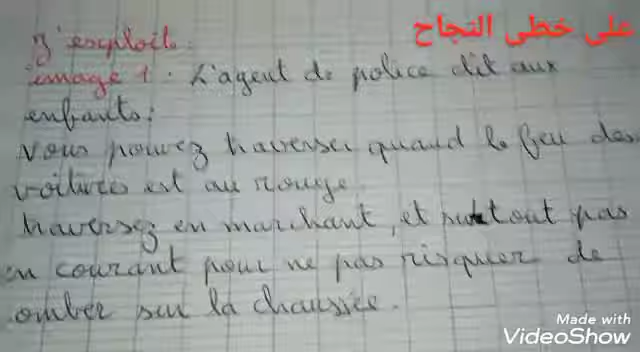 على خطى النجاح
J'exploite.
image 1. L'agent de police dit aux
enfants:
Vous pouvez traverser quand le feu des
voitures est au rouge.
traversez en marchant, et surtout pas
en courant pour ne pas risquer de
omber sur la chaussée.
Made with
VideoShow